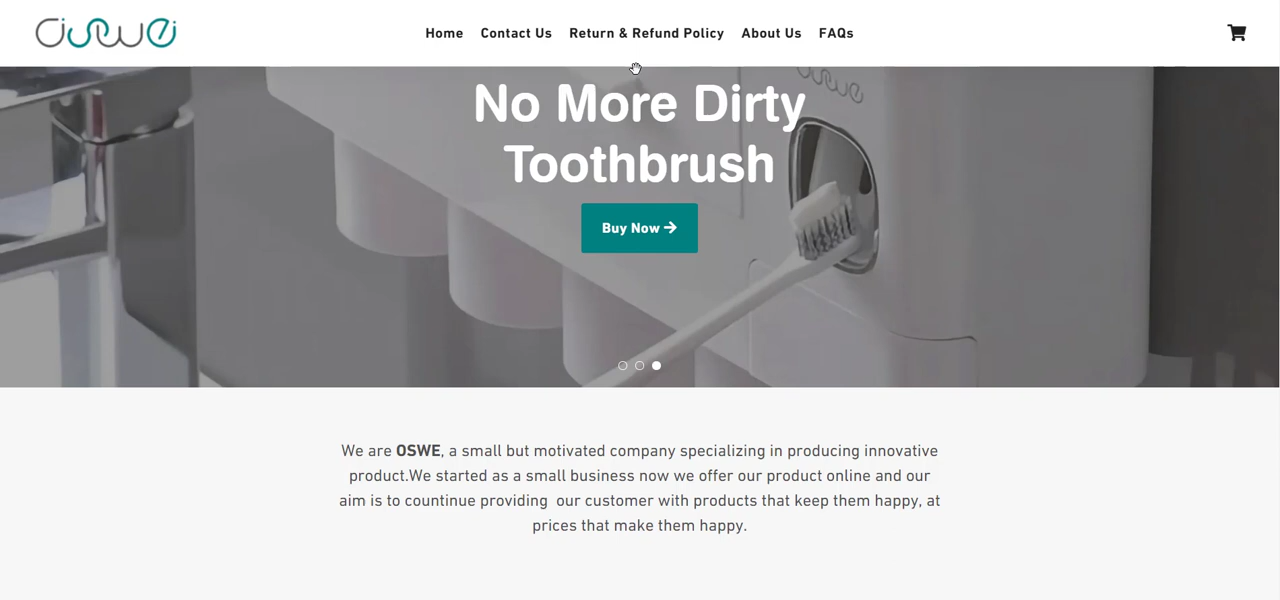 oswei
Home Contact Us Return & Refund Policy About Us FAQs
oswe
No More Dirty
Toothbrush
Buy Now
We are OSWE, a small but motivated company specializing in producing innovative
product.We started as a small business now we offer our product online and our
aim is to countinue providing our customer with products that keep them happy, at
prices that make them happy.